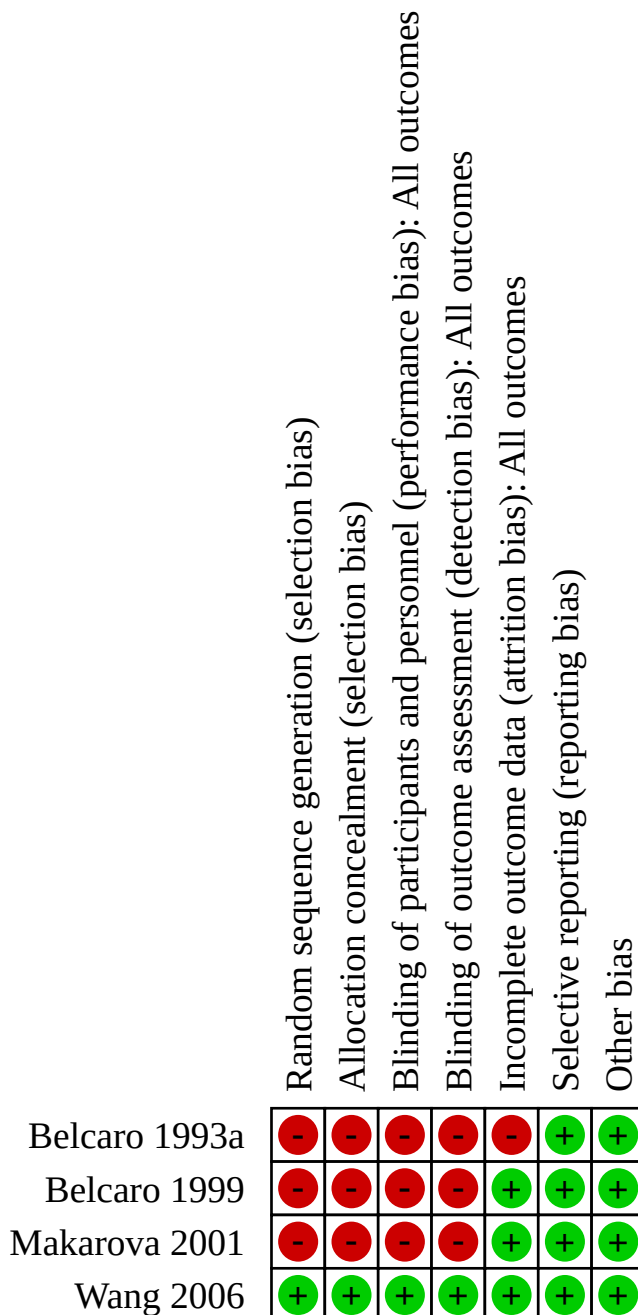 Random sequence generation (selection bias)
Allocation concealment (selection bias)
Blinding of participants and personnel (performance bias): All outcomes
Blinding of outcome assessment (detection bias): All outcomes
Incomplete outcome data (attrition bias): All outcomes
Selective reporting (reporting bias)
Other bias
Belcaro 1993a - - - - - + +
Belcaro 1999 - - - - + + +
Makarova 2001 - - - - + + +
Wang 2006 + + + + + + +